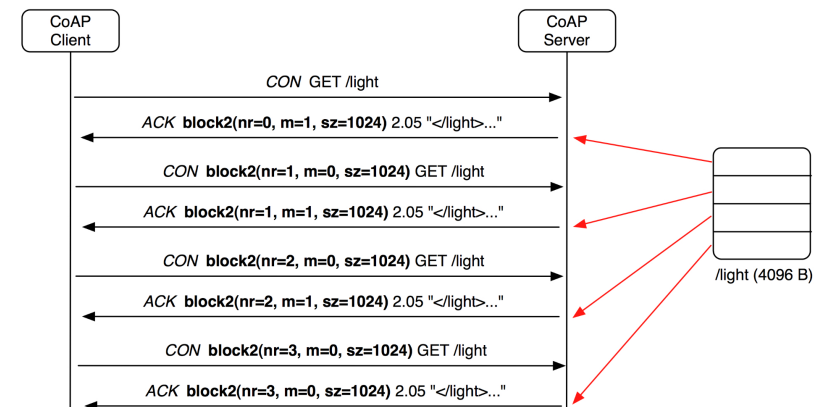 CoAP
Client
CoAP
Server
CON GET /light
ACK block2(nr=0, m=1, sz=1024) 2.05 "</light>..."
CON block2(nr=1, m=0, sz=1024) GET /light
ACK block2(nr=1, m=1, sz=1024) 2.05 "</light>..."
CON block2(nr=2, m=0, sz=1024) GET /light
/light (4096 B)
ACK block2(nr=2, m=1, sz=1024) 2.05 "</light>..."
CON block2(nr=3, m=0, sz=1024) GET /light
ACK block2(nr=3, m=0, sz=1024) 2.05 "</light>..."